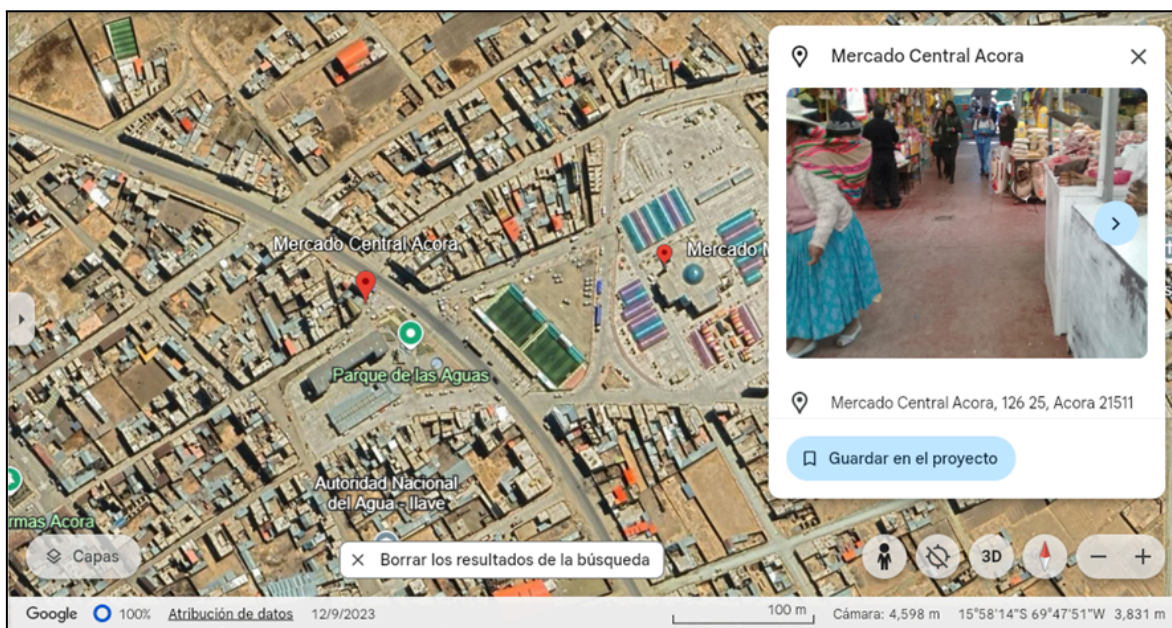 Mercado Central Acora
Mercado Central Acora
Mercado M
Parque de las Aguas
Mercado Central Acora, 126 25, Acora 21511
Guardar en el proyecto
Autoridad Nacional
del Agua - Ilave
rmas Acora
Capas
Borrar los resultados de la búsqueda
3D
Google 100% Atribución de datos 12/9/2023 100 m Cámara: 4,598 m 15°58'14"S 69°47'51"W 3,831 m